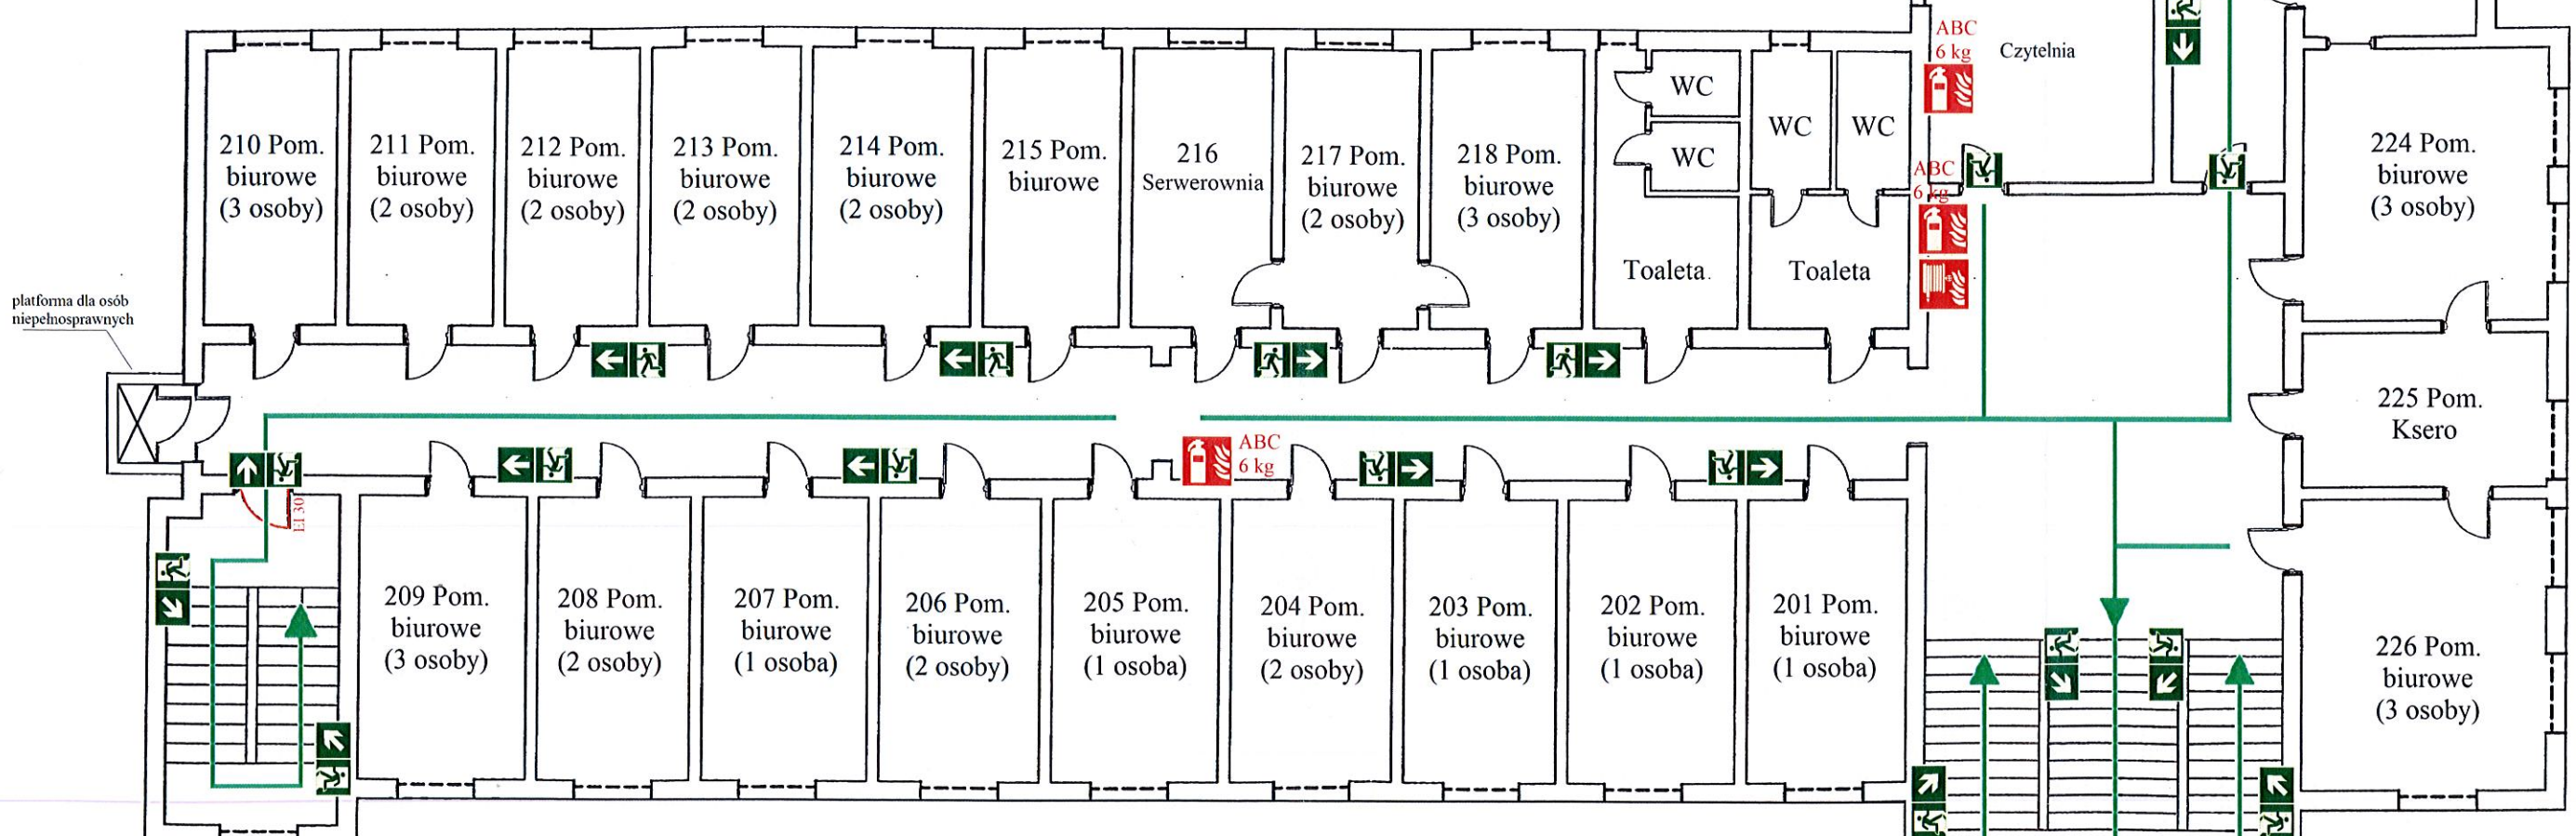 ABC
6 kg
Czytelnia
210 Pom.
biurowe
(3 osoby)
211 Pom.
biurowe
(2 osoby)
212 Pom.
biurowe
(2 osoby)
213 Pom.
biurowe
(2 osoby)
214 Pom.
biurowe
(2 osoby)
215 Pom.
biurowe
216
Serwerownia
217 Pom.
biurowe
(2 osoby)
218 Pom.
biurowe
(3 osoby)
WC
WC
WC
WC
Toaleta
Toaleta
ABC
6 kg
224 Pom.
biurowe
(3 osoby)
platforma dla osób
niepełnosprawnych
225 Pom.
Ksero
ABC
6 kg
EI 30
209 Pom.
biurowe
(3 osoby)
208 Pom.
biurowe
(2 osoby)
207 Pom.
biurowe
(1 osoba)
206 Pom.
biurowe
(2 osoby)
205 Pom.
biurowe
(1 osoba)
204 Pom.
biurowe
(2 osoby)
203 Pom.
biurowe
(1 osoba)
202 Pom.
biurowe
(1 osoba)
201 Pom.
biurowe
(1 osoba)
226 Pom.
biurowe
(3 osoby)